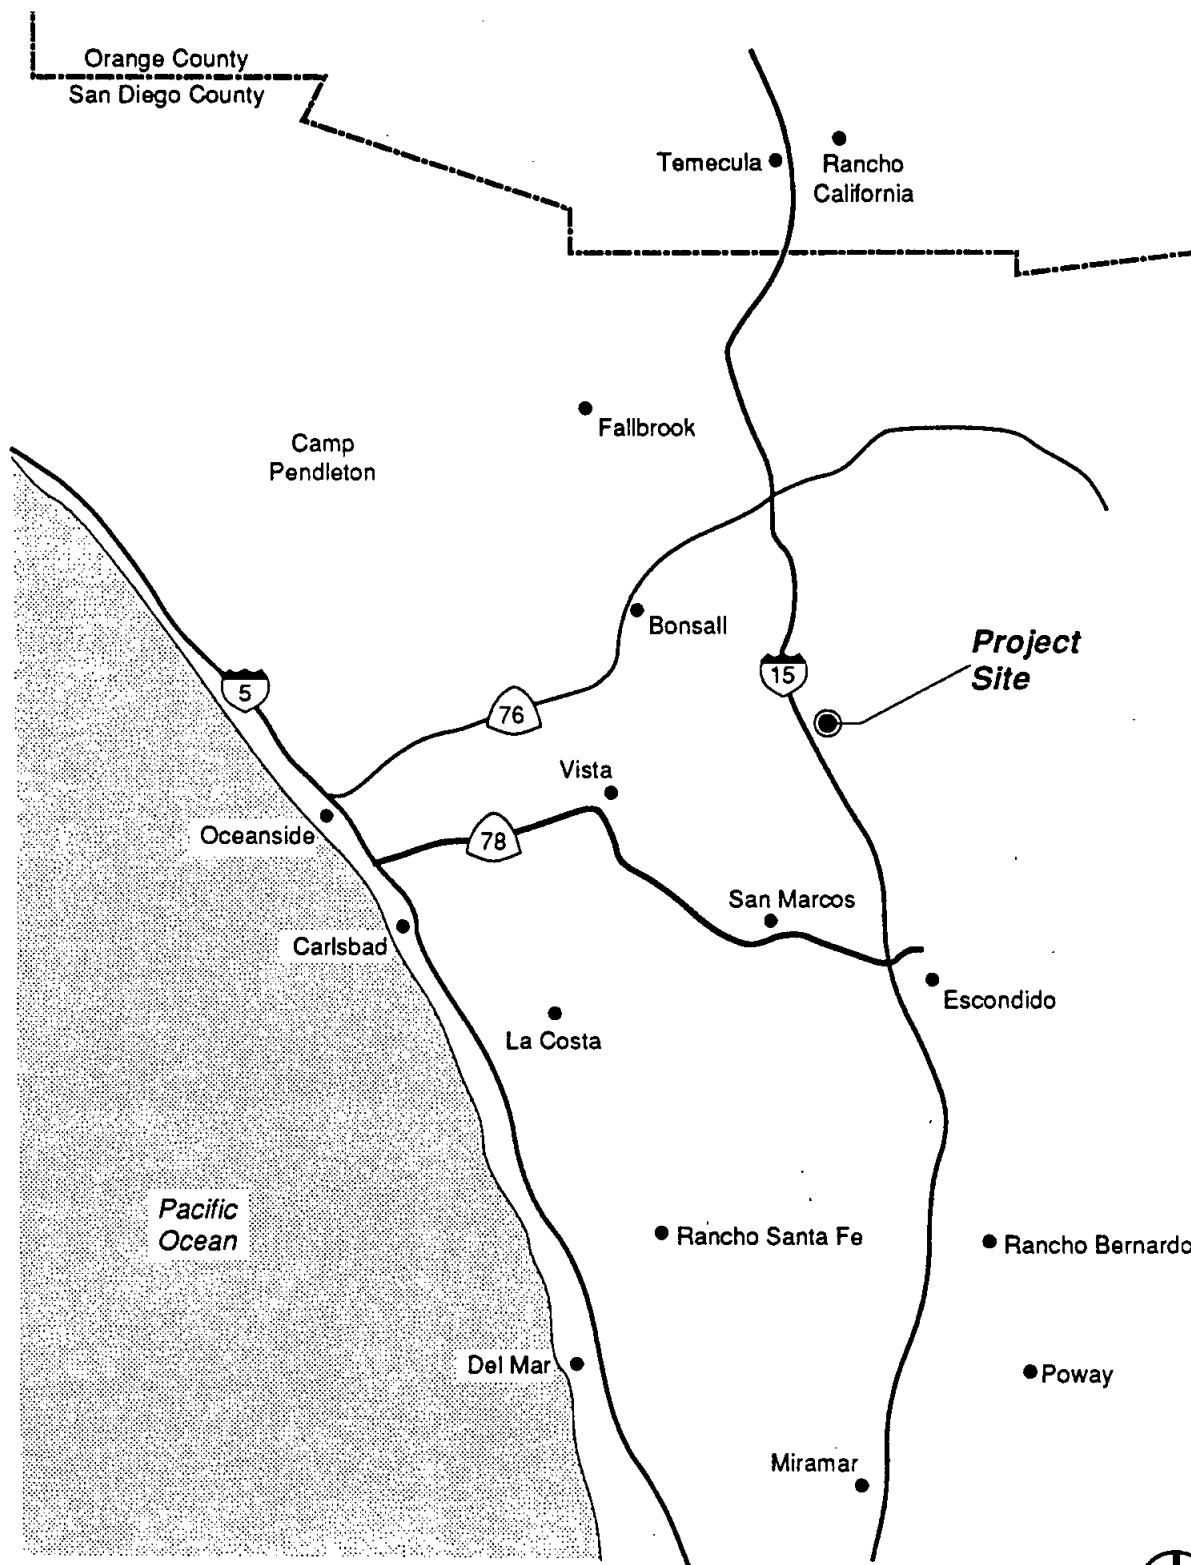 Orange County
San Diego County
Temecula
Rancho
California
Fallbrook
Camp
Pendleton
Bonsall
Project
Site
15
5
76
Vista
Oceanside
78
San Marcos
Carlsbad
Escondido
La Costa
Pacific
Ocean
Rancho Santa Fe
Rancho Bernardo
Del Mar
Poway
Miramar